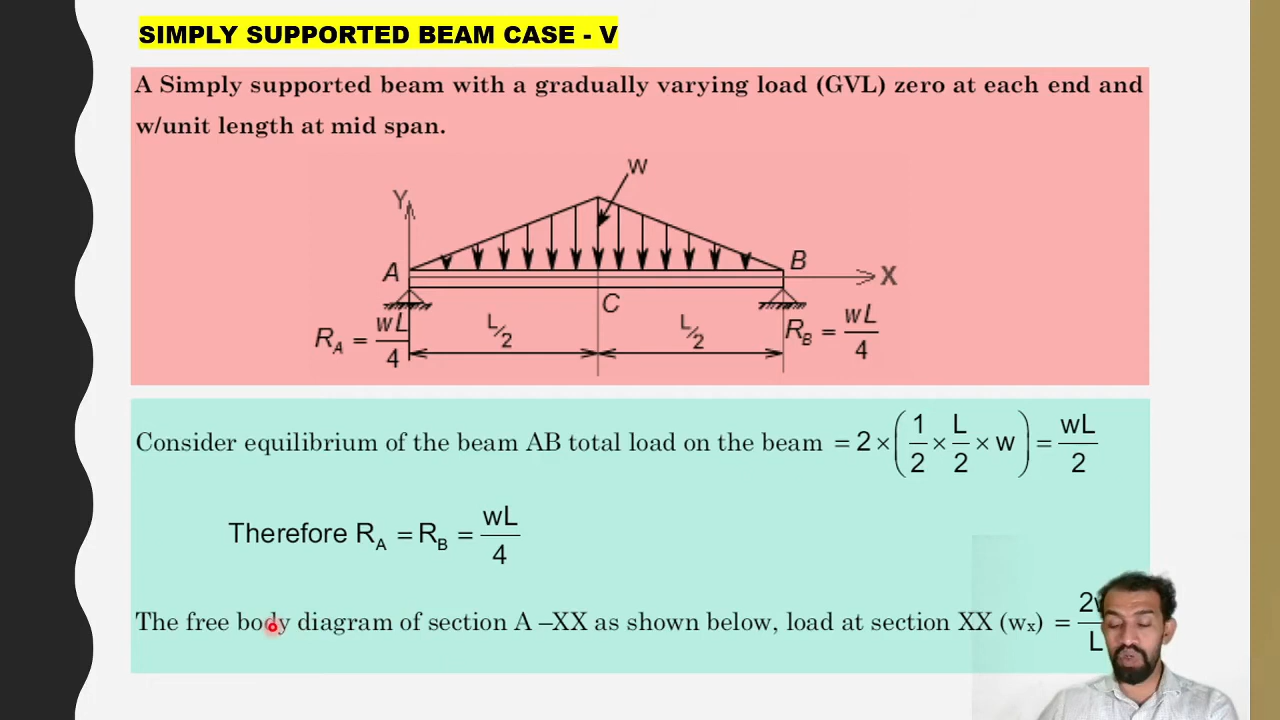 SIMPLY SUPPORTED BEAM CASE - V
A Simply supported beam with a gradually varying load (GVL) zero at each end and
w/unit length at mid span.
w
Y
A
B
X
C
R_A = wL/4
L/2
L/2
R_B = wL/4
Consider equilibrium of the beam AB total load on the beam = 2 × (1/2 × L/2 × w) = wL/2
Therefore R_A = R_B = wL/4
The free body diagram of section A –XX as shown below, load at section XX (wₓ) =